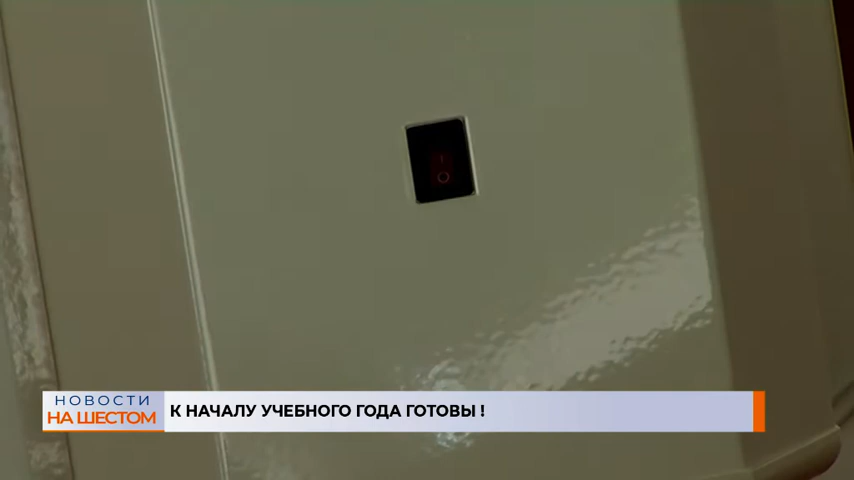 НОВОСТИ
НА ШЕСТОМ
К НАЧАЛУ УЧЕБНОГО ГОДА ГОТОВЫ !